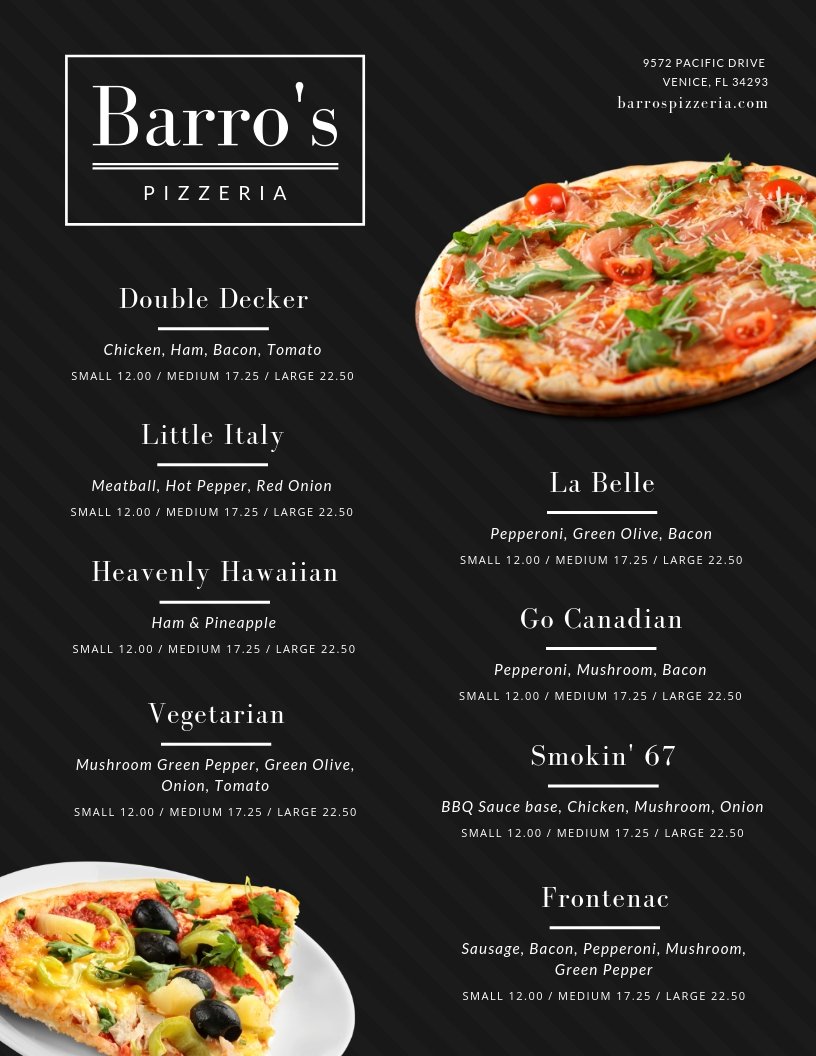 Barro's
PIZZERIA
9572 PACIFIC DRIVE
VENICE, FL 34293
barrospizzeria.com
Double Decker
Chicken, Ham, Bacon, Tomato
SMALL 12.00 / MEDIUM 17.25 / LARGE 22.50
Little Italy
Meatball, Hot Pepper, Red Onion
SMALL 12.00 / MEDIUM 17.25 / LARGE 22.50
Heavenly Hawaiian
Ham & Pineapple
SMALL 12.00 / MEDIUM 17.25 / LARGE 22.50
Vegetarian
Mushroom Green Pepper, Green Olive,
Onion, Tomato
SMALL 12.00 / MEDIUM 17.25 / LARGE 22.50
La Belle
Pepperoni, Green Olive, Bacon
SMALL 12.00 / MEDIUM 17.25 / LARGE 22.50
Go Canadian
Pepperoni, Mushroom, Bacon
SMALL 12.00 / MEDIUM 17.25 / LARGE 22.50
Smokin' 67
BBQ Sauce base, Chicken, Mushroom, Onion
SMALL 12.00 / MEDIUM 17.25 / LARGE 22.50
Frontenac
Sausage, Bacon, Pepperoni, Mushroom,
Green Pepper
SMALL 12.00 / MEDIUM 17.25 / LARGE 22.50